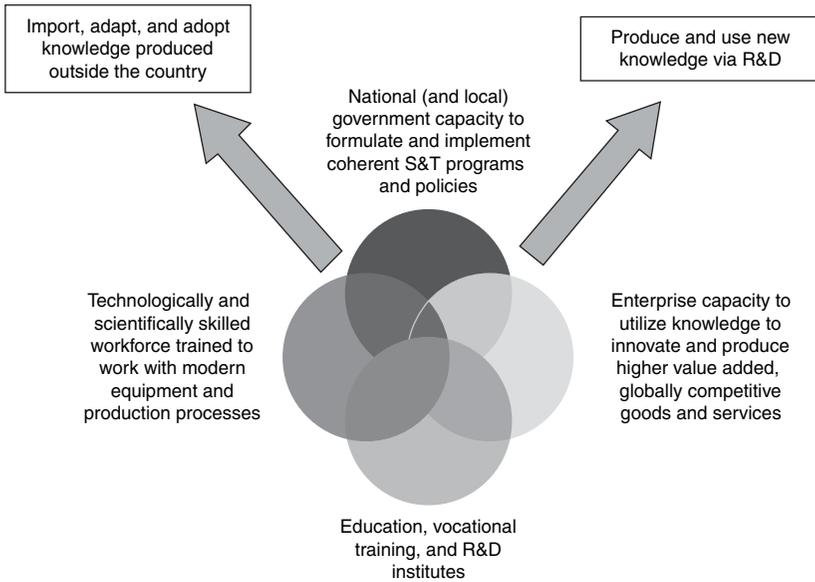 Import, adapt, and adopt
knowledge produced
outside the country
Produce and use new
knowledge via R&D
National (and local)
government capacity to
formulate and implement
coherent S&T programs
and policies
Technologically and
scientifically skilled
workforce trained to
work with modern
equipment and
production processes
Enterprise capacity to
utilize knowledge to
innovate and produce
higher value added,
globally competitive
goods and services
Education, vocational
training, and R&D
institutes